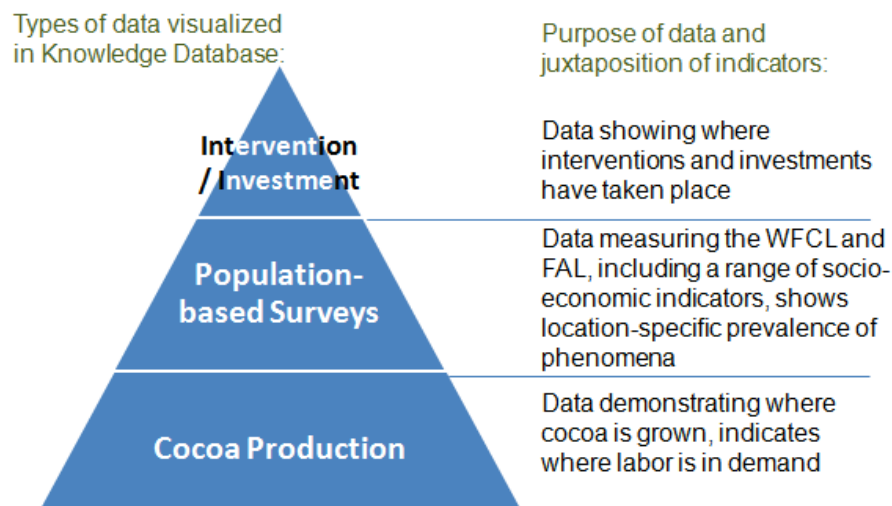 Types of data visualized
in Knowledge Database:
Purpose of data and
juxtaposition of indicators:
Intervention
/ Investment
Data showing where
interventions and investments
have taken place
Population-
based Surveys
Data measuring the WFCL and
FAL, including a range of socio-
economic indicators, shows
location-specific prevalence of
phenomena
Cocoa Production
Data demonstrating where
cocoa is grown, indicates
where labor is in demand